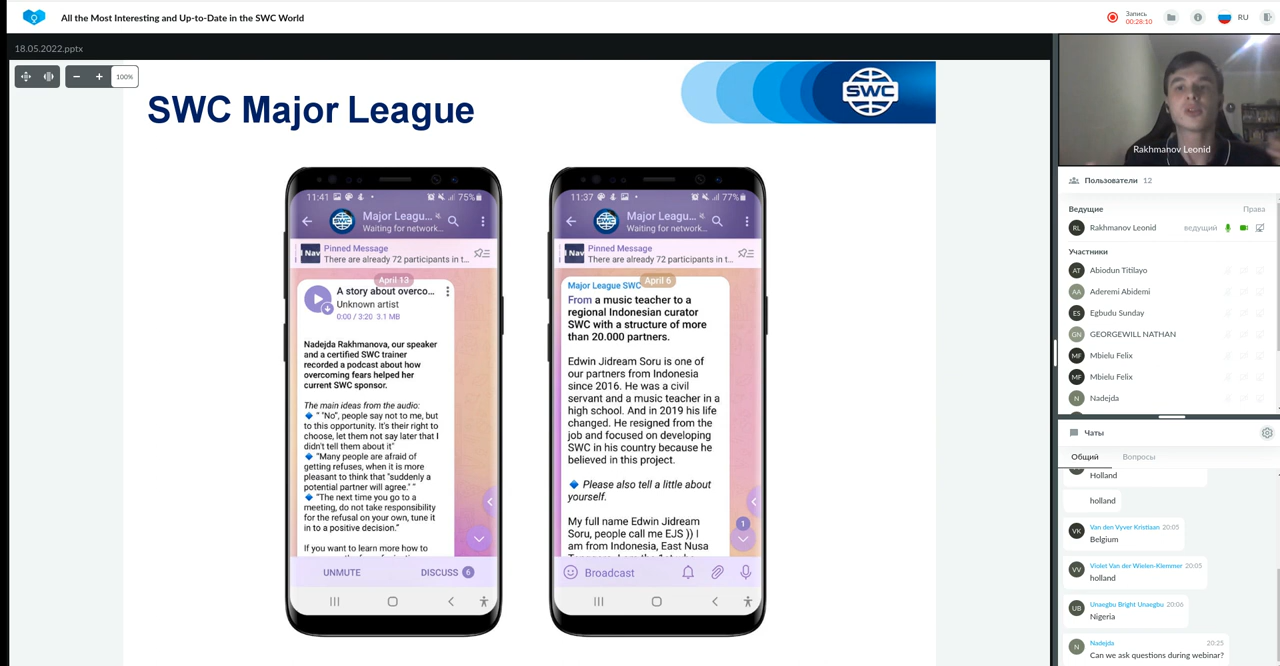 All the Most Interesting and Up-to-Date in the SWC World
Запись
00:28:10
RU
18.05.2022.pptx
100%
SWC Major League
SWC
11:41
75%
Major Leagu...
Waiting for network...
Nav
Pinned Message
There are already 72 participants in t...
April 13
A story about overco...
Unknown artist
0:00 / 3:20 3.1 MB
Nadejda Rakhmanova, our speaker
and a certified SWC trainer
recorded a podcast about how
overcoming fears helped her
current SWC sponsor.
The main ideas from the audio:
" "No", people say not to me, but
to this opportunity. It's their right to
choose, let them not say later that I
didn't tell them about it"
"Many people are afraid of
getting refuses, when it is more
pleasant to think that "suddenly a
potential partner will agree." "
"The next time you go to a
meeting, do not take responsibility
for the refusal on your own, tune it
in to a positive decision."
If you want to learn more how to
UNMUTE
DISCUSS 6
11:37
77%
Major Leagu...
Waiting for network...
Nav
Pinned Message
There are already 72 participants in t...
April 6
Major League SWC
From a music teacher to a
regional Indonesian curator
SWC with a structure of more
than 20.000 partners.
Edwin Jidream Soru is one of
our partners from Indonesia
since 2016. He was a civil
servant and a music teacher in a
high school. And in 2019 his life
changed. He resigned from the
job and focused on developing
SWC in his country because he
believed in this project.
Please also tell a little about
yourself.
My full name Edwin Jidream
Soru, people call me EJS )) I
am from Indonesia, East Nusa
1
Broadcast
Rakhmanov Leonid
Пользователи 12
Ведущие
Права
RL Rakhmanov Leonid ведущий
Участники
AT Abiodun Titilayo
AA Aderemi Abidemi
ES Egbudu Sunday
GN GEORGEWILL NATHAN
MF Mbielu Felix
MF Mbielu Felix
N Nadejda
Чаты
Общий
Вопросы
Holland
holland
VK Van den Vyver Kristiaan 20:05
Belgium
VV Violet Van der Wielen-Klemmer 20:05
holland
UB Unaegbu Bright Unaegbu 20:06
Nigeria
N Nadejda 20:25
Can we ask questions during webinar?